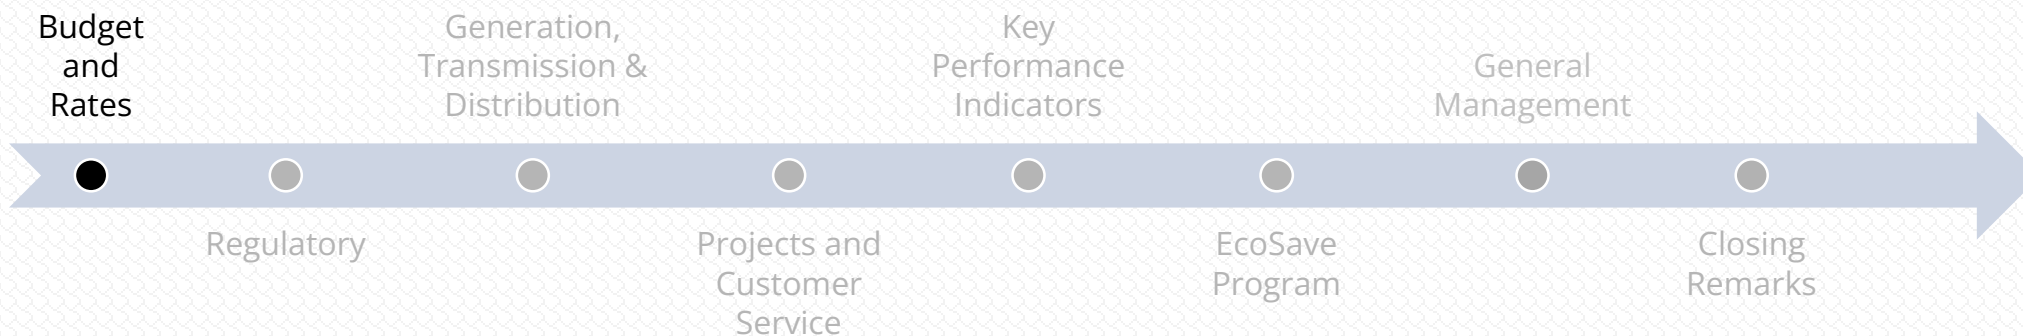 Budget
and
Rates
Regulatory
Generation,
Transmission &
Distribution
Projects and
Customer
Service
Key
Performance
Indicators
EcoSave
Program
General
Management
Closing
Remarks